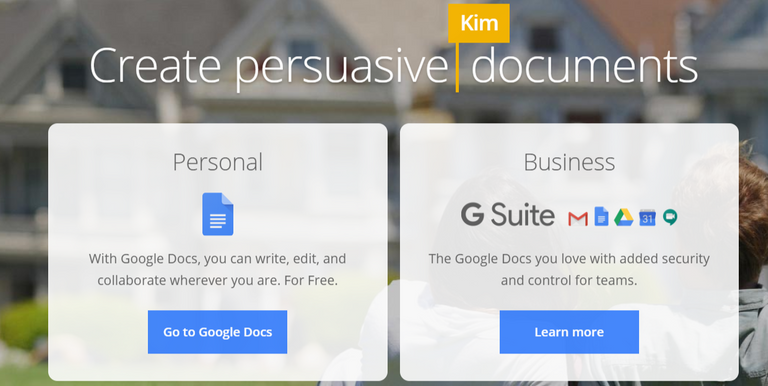 Kim
Create persuasive documents
Personal
With Google Docs, you can write, edit, and
collaborate wherever you are. For Free.
Go to Google Docs
Business
G Suite
31
The Google Docs you love with added security
and control for teams.
Learn more